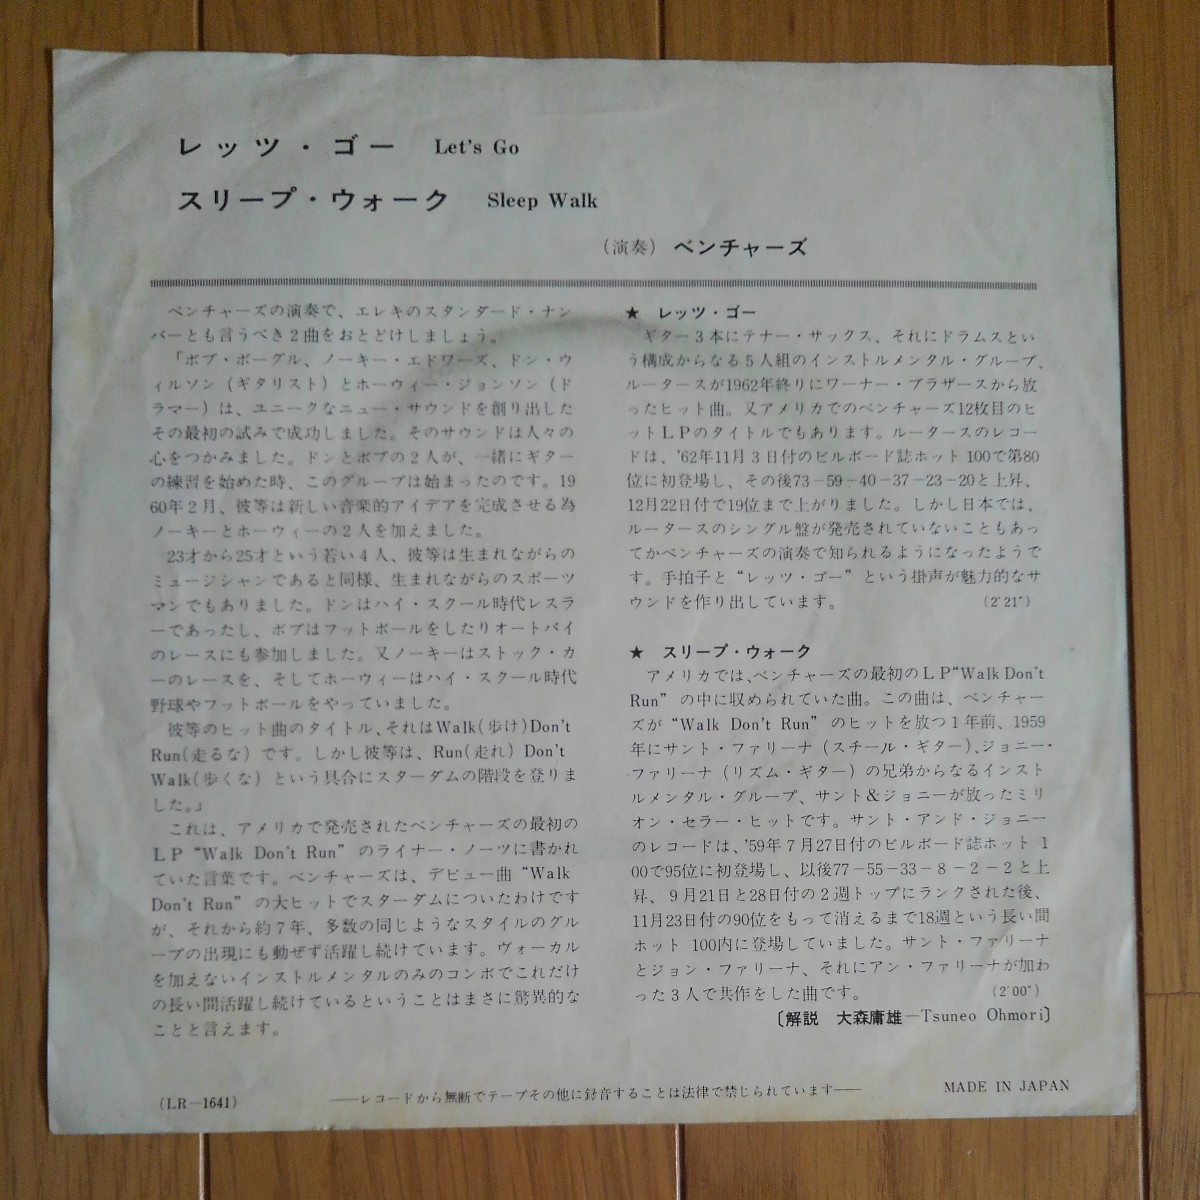 レッツ・ゴー Let's Go
スリープ・ウォーク Sleep Walk
(演奏) ベンチャーズ
ベンチャーズの演奏で、エレキのスタンダード・ナン
バーとも言うべき2曲をおとどけしましょう。
「ボブ・ボーグル、ノーキー・エドワーズ、ドン・ウ
ィルソン(ギタリスト)とホーウィー・ジョンソン(ド
ラマー)は、ユニークなニュー・サウンドを創り出した
その最初の試みで成功しました。そのサウンドは人々の
心をつかみました。ドンとボブの2人が、一緒にギター
の練習を始めた時、このグループは始まったのです。19
60年2月、彼等は新しい音楽的アイデアを完成させる為
ノーキーとホーウィーの2人を加えました。
23才から25才という若い4人、彼等は生まれながらの
ミュージシャンであると同様、生まれながらのスポーツ
マンでもありました。ドンはハイ・スクール時代レスラ
ーであったし、ボブはフットボールをしたりオートバイ
のレースにも参加しました。又ノーキーはストック・カ
ーのレースを、そしてホーウィーはハイ・スクール時代
野球やフットボールをやっていました。
彼等のヒット曲のタイトル、それはWalk(歩け)Don't
Run(走るな)です。しかし彼等は、Run(走れ) Don't
Walk(歩くな)という具合にスターダムの階段を登りま
した。」
これは、アメリカで発売されたベンチャーズの最初の
LP “Walk Don't Run” のライナー・ノーツに書かれ
ていた言葉です。ベンチャーズは、デビュー曲 “Walk
Don't Run” の大ヒットでスターダムについたわけです
が、それから約7年、多数の同じようなスタイルのグル
ープの出現にも動ぜず活躍し続けています。ヴォーカル
を加えないインストルメンタルのみのコンボでこれだけ
の長い間活躍し続けているということはまさに驚異的な
ことと言えます。
★ レッツ・ゴー
ギター3本にテナー・サックス、それにドラムスとい
う構成からなる5人組のインストルメンタル・グループ、
ルータースが1962年終りにワーナー・ブラザースから放
ったヒット曲。又アメリカでのベンチャーズ12枚目のヒ
ットLPのタイトルでもあります。ルータースのレコー
ドは、'62年11月3日付のビルボード誌ホット100で第80
位に初登場し、その後73-59-40-37-23-20と上昇、
12月22日付で19位まで上がりました。しかし日本では、
ルータースのシングル盤が発売されていないこともあっ
てかベンチャーズの演奏で知られるようになったようで
す。手拍子と “レッツ・ゴー” という掛声が魅力的なサ
ウンドを作り出しています。 (2'21″)
★ スリープ・ウォーク
アメリカでは、ベンチャーズの最初のLP“Walk Don't
Run” の中に収められていた曲。この曲は、ベンチャー
ズが “Walk Don't Run” のヒットを放つ1年前、1959
年にサント・ファリーナ(スチール・ギター)、ジョニー・
ファリーナ(リズム・ギター)の兄弟からなるインスト
ルメンタル・グループ、サント&ジョニーが放ったミリ
オン・セラー・ヒットです。サント・アンド・ジョニー
のレコードは、'59年7月27日付のビルボード誌ホット 1
00で95位に初登場し、以後77-55-33-8-2-2と上
昇、9月21日と28日付の2週トップにランクされた後、
11月23日付の90位をもって消えるまで18週という長い間
ホット 100内に登場していました。サント・ファリーナ
とジョン・ファリーナ、それにアン・ファリーナが加わ
った3人で共作をした曲です。 (2'00″)
〔解説 大森庸雄—Tsuneo Ohmori〕
(LR-1641)
——レコードから無断でテープその他に録音することは法律で禁じられています——
MADE IN JAPAN